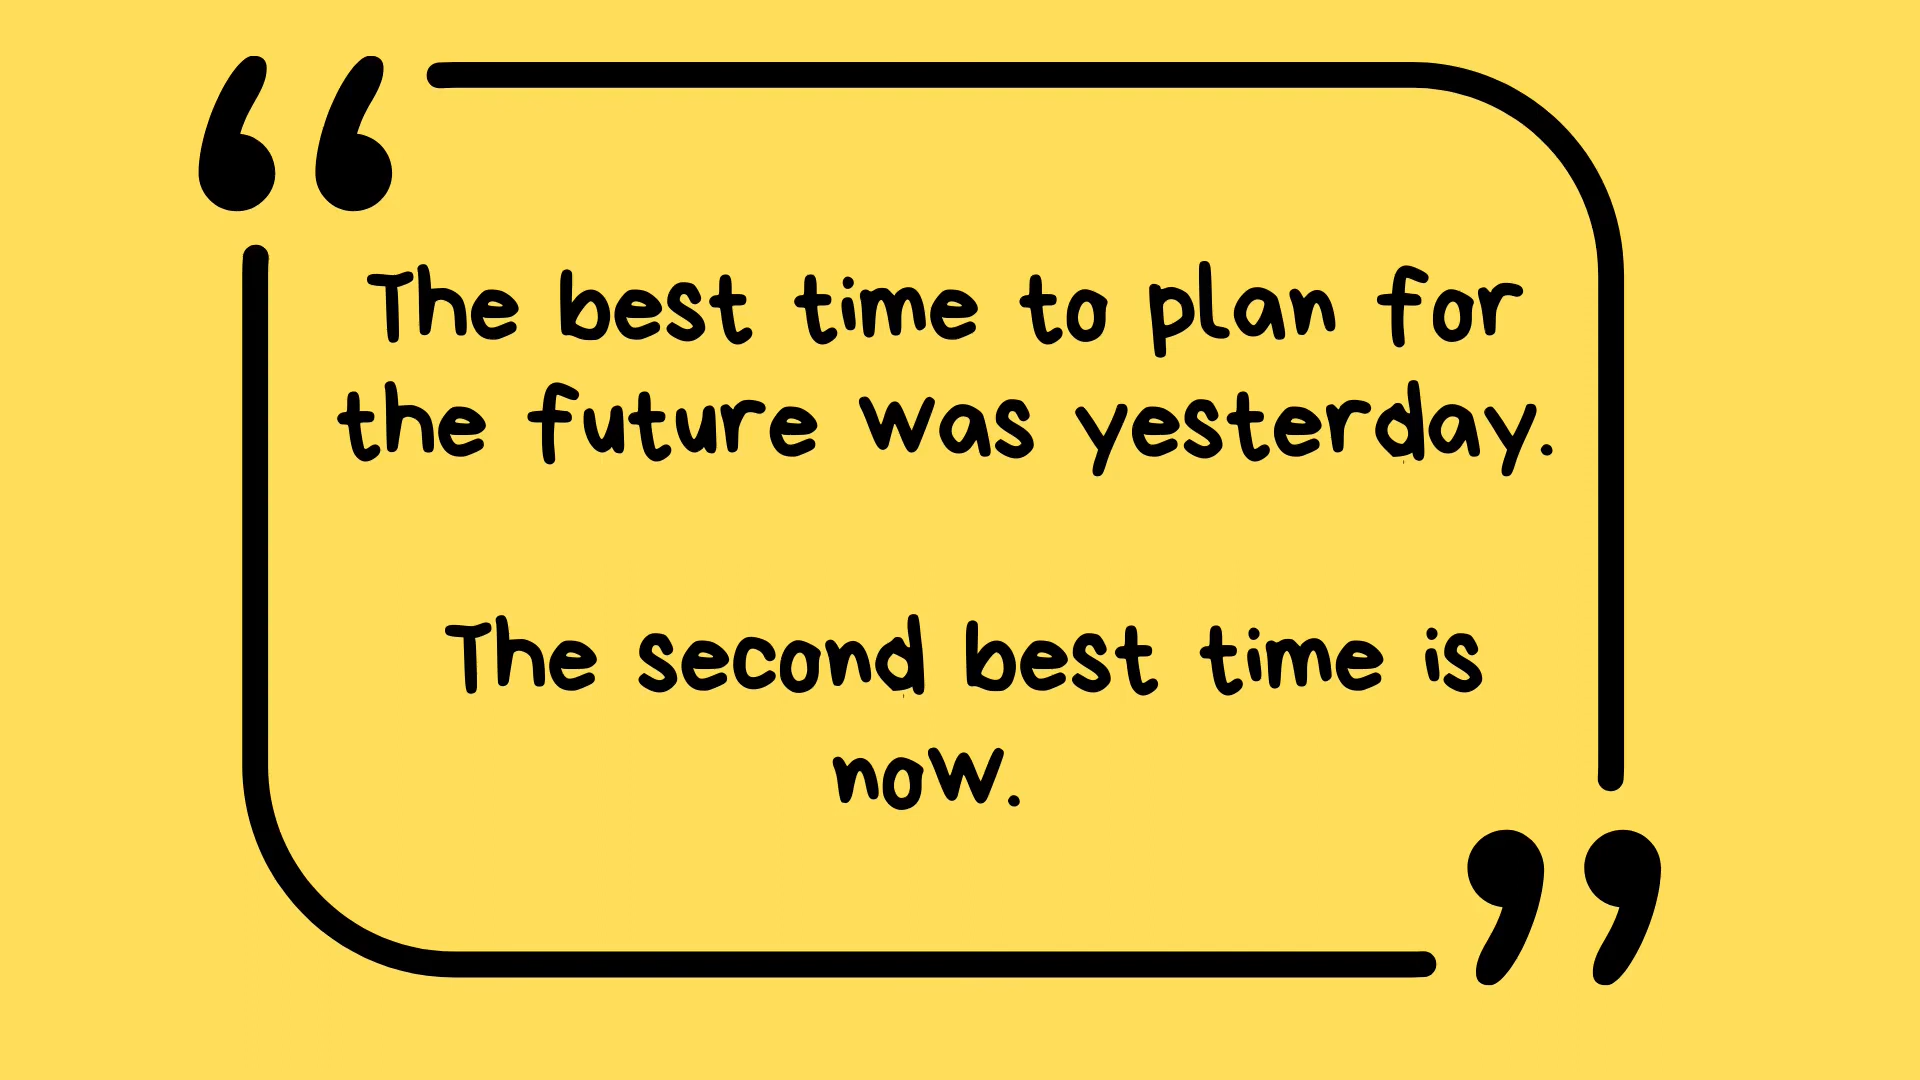 The best time to plan for
the future was yesterday.
The second best time is
now.